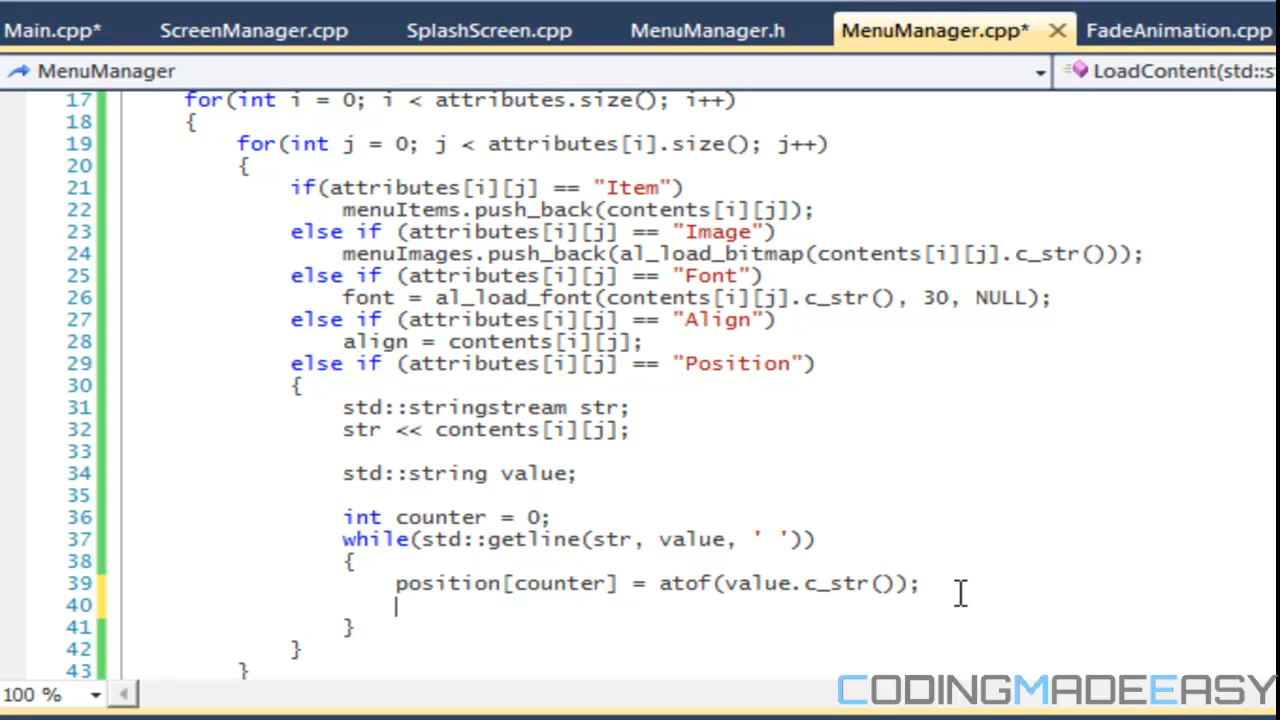 Main.cpp* ScreenManager.cpp SplashScreen.cpp MenuManager.h MenuManager.cpp* FadeAnimation.cpp
MenuManager LoadContent(std::s
17 for(int i = 0; i < attributes.size(); i++)
18 {
19 for(int j = 0; j < attributes[i].size(); j++)
20 {
21 if(attributes[i][j] == "Item")
22 menuItems.push_back(contents[i][j]);
23 else if (attributes[i][j] == "Image")
24 menuImages.push_back(al_load_bitmap(contents[i][j].c_str()));
25 else if (attributes[i][j] == "Font")
26 font = al_load_font(contents[i][j].c_str(), 30, NULL);
27 else if (attributes[i][j] == "Align")
28 align = contents[i][j];
29 else if (attributes[i][j] == "Position")
30 {
31 std::stringstream str;
32 str << contents[i][j];
33
34 std::string value;
35
36 int counter = 0;
37 while(std::getline(str, value, ' '))
38 {
39 position[counter] = atof(value.c_str());
40
41 }
42 }
43 }
100 %
CODINGMADEEASY